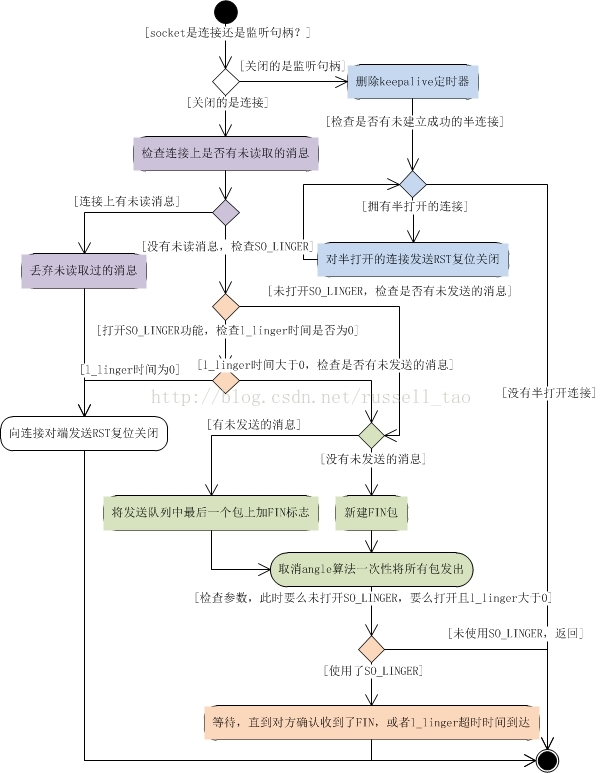 [socket是连接还是监听句柄？]
[关闭的是监听句柄]
删除keepalive定时器
[关闭的是连接]
[检查是否有未建立成功的半连接]
检查连接上是否有未读取的消息
[连接上有未读消息]
[拥有半打开的连接]
[没有未读消息，检查SO_LINGER]
对半打开的连接发送RST复位关闭
丢弃未读取过的消息
[未打开SO_LINGER，检查是否有未发送的消息]
[打开SO_LINGER功能，检查l_linger时间是否为0]
[l_linger时间大于0，检查是否有未发送的消息]
[l_linger时间为0]
http://blog.csdn.net/russell_tao
[没有半打开连接]
[有未发送的消息]
向连接对端发送RST复位关闭
[没有未发送的消息]
将发送队列中最后一个包上加FIN标志
新建FIN包
取消angle算法一次性将所有包发出
[检查参数，此时要么未打开SO_LINGER，要么打开且l_linger大于0]
[未使用SO_LINGER，返回]
[使用了SO_LINGER]
等待，直到对方确认收到了FIN，或者l_linger超时时间到达